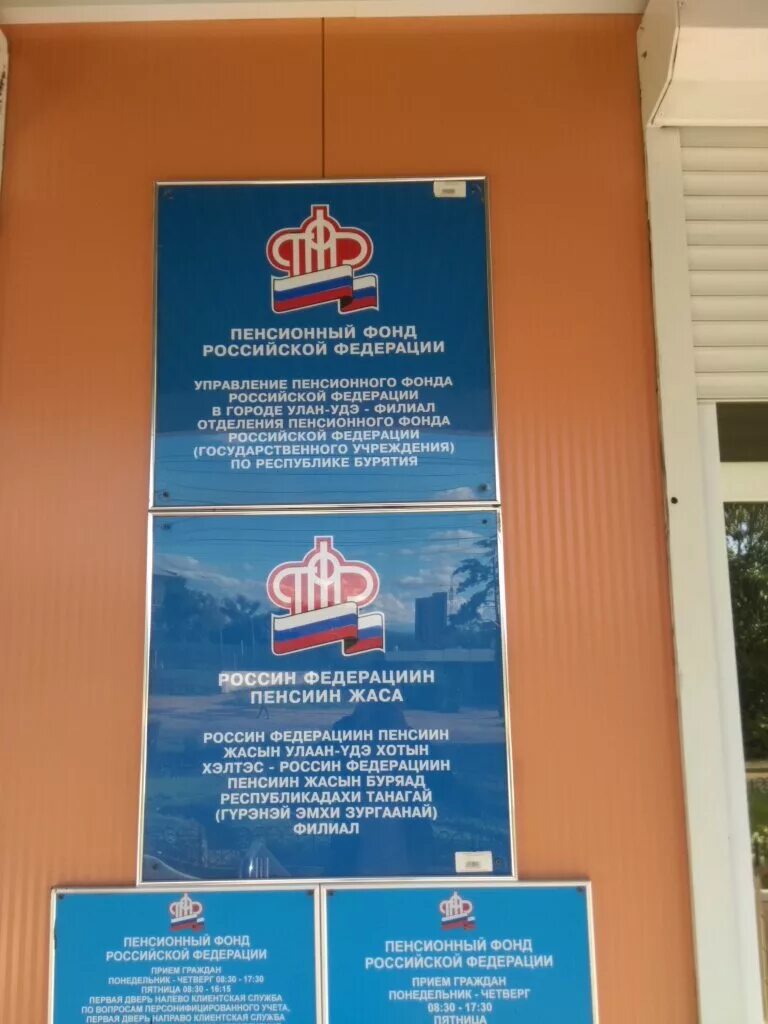 ПЕНСИОННЫЙ ФОНД
РОССИЙСКОЙ ФЕДЕРАЦИИ
УПРАВЛЕНИЕ ПЕНСИОННОГО ФОНДА
РОССИЙСКОЙ ФЕДЕРАЦИИ
В ГОРОДЕ УЛАН-УДЭ - ФИЛИАЛ
ОТДЕЛЕНИЯ ПЕНСИОННОГО ФОНДА
РОССИЙСКОЙ ФЕДЕРАЦИИ
(ГОСУДАРСТВЕННОГО УЧРЕЖДЕНИЯ)
ПО РЕСПУБЛИКЕ БУРЯТИЯ
РОССИН ФЕДЕРАЦИИН
ПЕНСИИН ЖАСА
РОССИН ФЕДЕРАЦИИН ПЕНСИИН
ЖАСЫН УЛААН-ҮДЭ ХОТЫН
ХЭЛТЭС - РОССИН ФЕДЕРАЦИИН
ПЕНСИИН ЖАСЫН БУРЯАД
РЕСПУБЛИКАДАХИ ТАНАГАЙ
(ГҮРЭНЭЙ ЭМХИ ЗУРГААНАЙ)
ФИЛИАЛ
ПЕНСИОННЫЙ ФОНД
РОССИЙСКОЙ ФЕДЕРАЦИИ
ПРИЕМ ГРАЖДАН
ПОНЕДЕЛЬНИК - ЧЕТВЕРГ 08:30 - 17:30
ПЯТНИЦА 08:30 - 16:15
ПЕРВАЯ ДВЕРЬ НАЛЕВО КЛИЕНТСКАЯ СЛУЖБА
ПО ВОПРОСАМ ПЕРСОНИФИЦИРОВАННОГО УЧЕТА,
ПЕРВАЯ ДВЕРЬ НАПРАВО КЛИЕНТСКАЯ СЛУЖБА
ПЕНСИОННЫЙ ФОНД
РОССИЙСКОЙ ФЕДЕРАЦИИ
ПРИЕМ ГРАЖДАН
ПОНЕДЕЛЬНИК - ЧЕТВЕРГ
08:30 - 17:30
ПЯТНИЦА